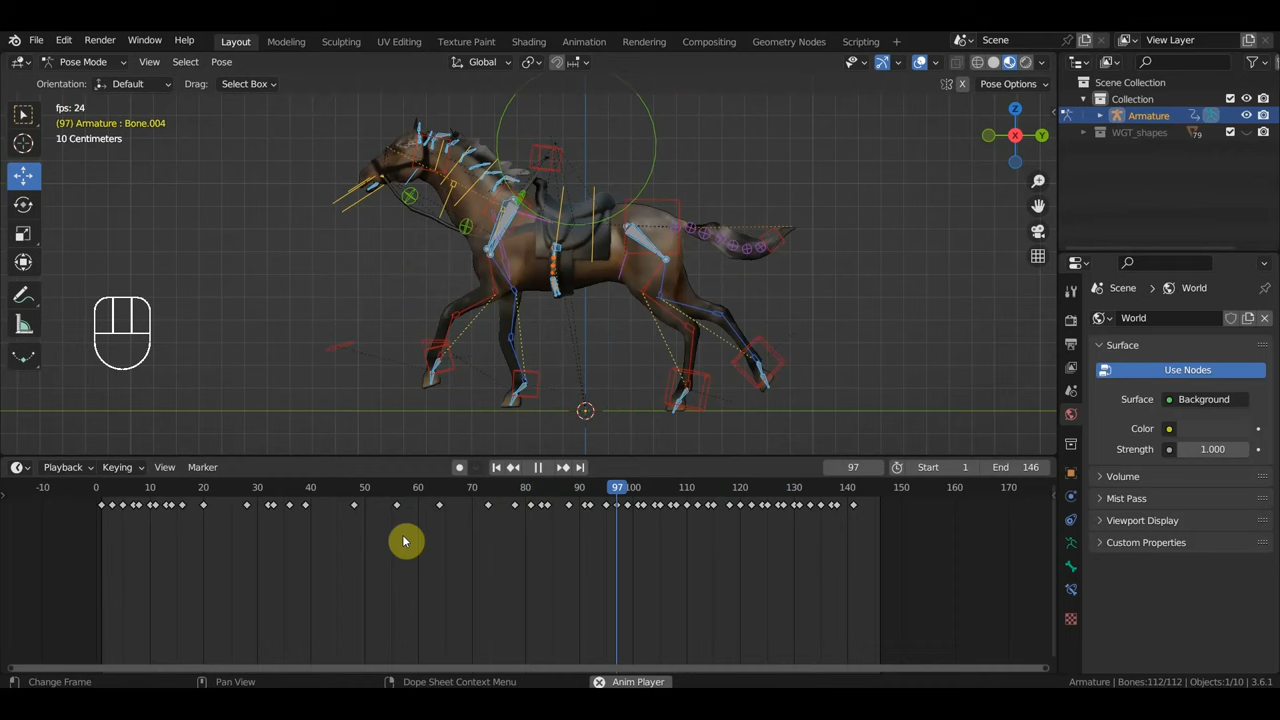 File Edit Render Window Help Layout Modeling Sculpting UV Editing Texture Paint Shading Animation Rendering Compositing Geometry Nodes Scripting + Scene View Layer
Pose Mode View Select Pose Global
Orientation: Default Drag: Select Box X Pose Options
fps: 24
(97) Armature : Bone.004
10 Centimeters
Z
X
Y
Scene Collection
Collection
Armature
WGT_shapes 79
Scene World
World
Surface
Use Nodes
Surface Background
Color
Strength 1.000
Volume
Mist Pass
Viewport Display
Custom Properties
Playback Keying View Marker 97 Start 1 End 146
-10 0 10 20 30 40 50 60 70 80 90 97 100 110 120 130 140 150 160 170
Change Frame Pan View Dope Sheet Context Menu Anim Player Armature | Bones:112/112 | Objects:1/10 | 3.6.1